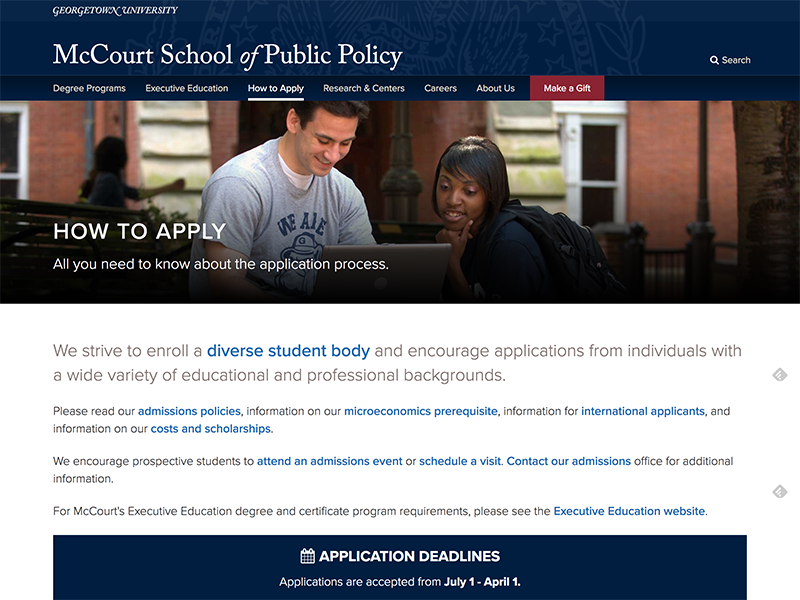 GEORGETOWN UNIVERSITY
McCourt School of Public Policy
Search
Degree Programs Executive Education How to Apply Research & Centers Careers About Us Make a Gift
WE ARE
G
HOW TO APPLY
All you need to know about the application process.
We strive to enroll a diverse student body and encourage applications from individuals with
a wide variety of educational and professional backgrounds.
Please read our admissions policies, information on our microeconomics prerequisite, information for international applicants, and
information on our costs and scholarships.
We encourage prospective students to attend an admissions event or schedule a visit. Contact our admissions office for additional
information.
For McCourt's Executive Education degree and certificate program requirements, please see the Executive Education website.
APPLICATION DEADLINES
Applications are accepted from July 1 - April 1.